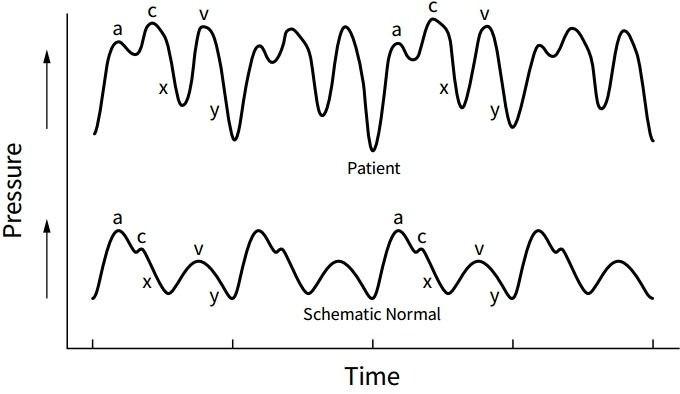 a c v a c v
x y x y
Patient
a c v a c v
x y x y
Schematic Normal
Pressure
Time